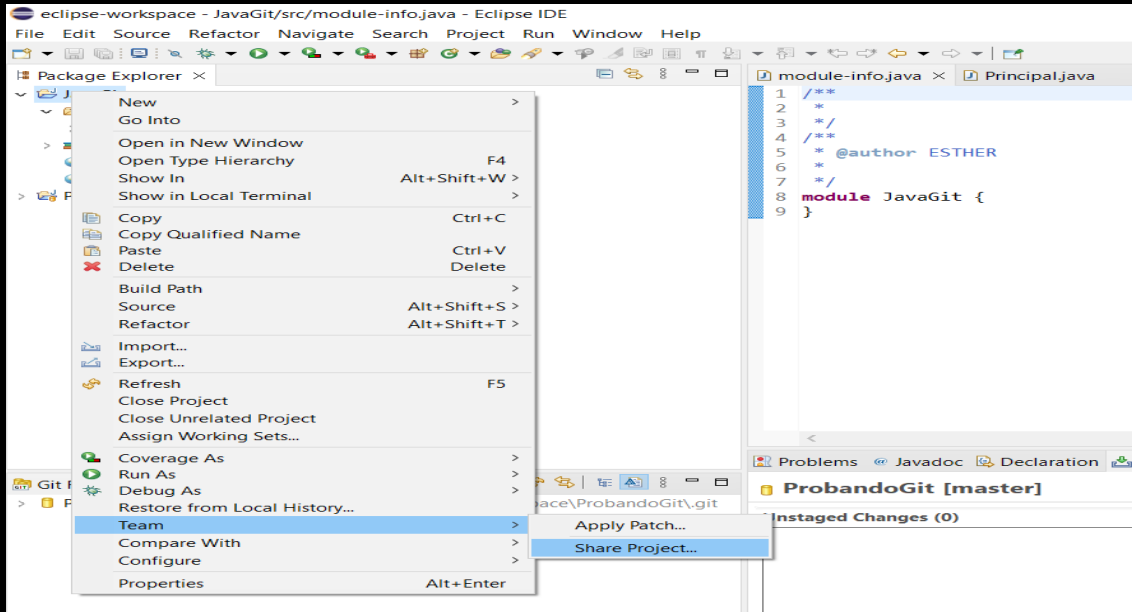 eclipse-workspace - JavaGit/src/module-info.java - Eclipse IDE
File Edit Source Refactor Navigate Search Project Run Window Help
Package Explorer
New
Go Into
Open in New Window
Open Type Hierarchy F4
Show In Alt+Shift+W >
Show in Local Terminal >
Copy Ctrl+C
Copy Qualified Name
Paste Ctrl+V
Delete Delete
Build Path >
Source Alt+Shift+S >
Refactor Alt+Shift+T >
Import...
Export...
Refresh F5
Close Project
Close Unrelated Project
Assign Working Sets...
Coverage As >
Run As >
Debug As >
Restore from Local History...
Team >
Compare With >
Configure >
Properties Alt+Enter
Apply Patch...
Share Project...
Git
ace\ProbandoGit\.git
module-info.java Principal.java
1 /**
2 *
3 */
4 /**
5 * @author ESTHER
6 *
7 */
8 module JavaGit {
9 }
Problems @ Javadoc Declaration
ProbandoGit [master]
Unstaged Changes (0)